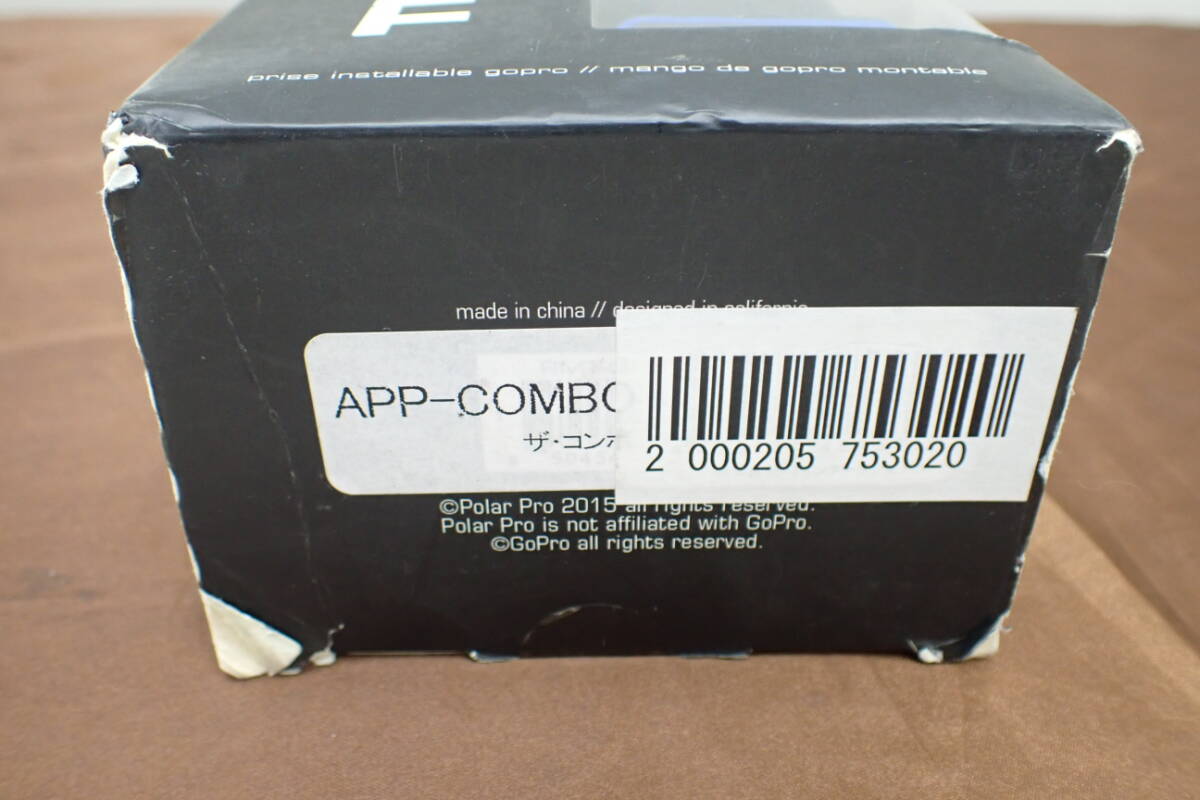 prise installable gopro // mango de gopro montable
made in china // designed in california
APP-COMBO
ザ・コンボ
2 000205 753020
©Polar Pro 2015 all rights reserved.
Polar Pro is not affiliated with GoPro.
©GoPro all rights reserved.